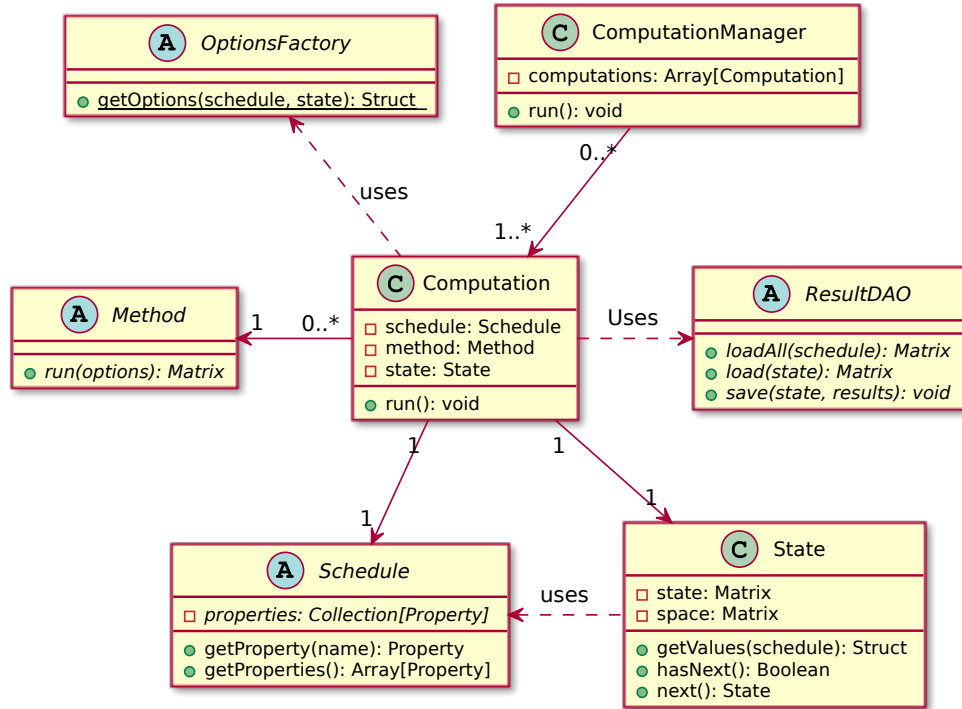 A OptionsFactory
getOptions(schedule, state): Struct
C ComputationManager
computations: Array[Computation]
run(): void
uses
0..*
1..*
A Method
run(options): Matrix
1
0..*
C Computation
schedule: Schedule
method: Method
state: State
run(): void
Uses
A ResultDAO
loadAll(schedule): Matrix
load(state): Matrix
save(state, results): void
1
1
1
1
A Schedule
properties: Collection[Property]
getProperty(name): Property
getProperties(): Array[Property]
uses
C State
state: Matrix
space: Matrix
getValues(schedule): Struct
hasNext(): Boolean
next(): State